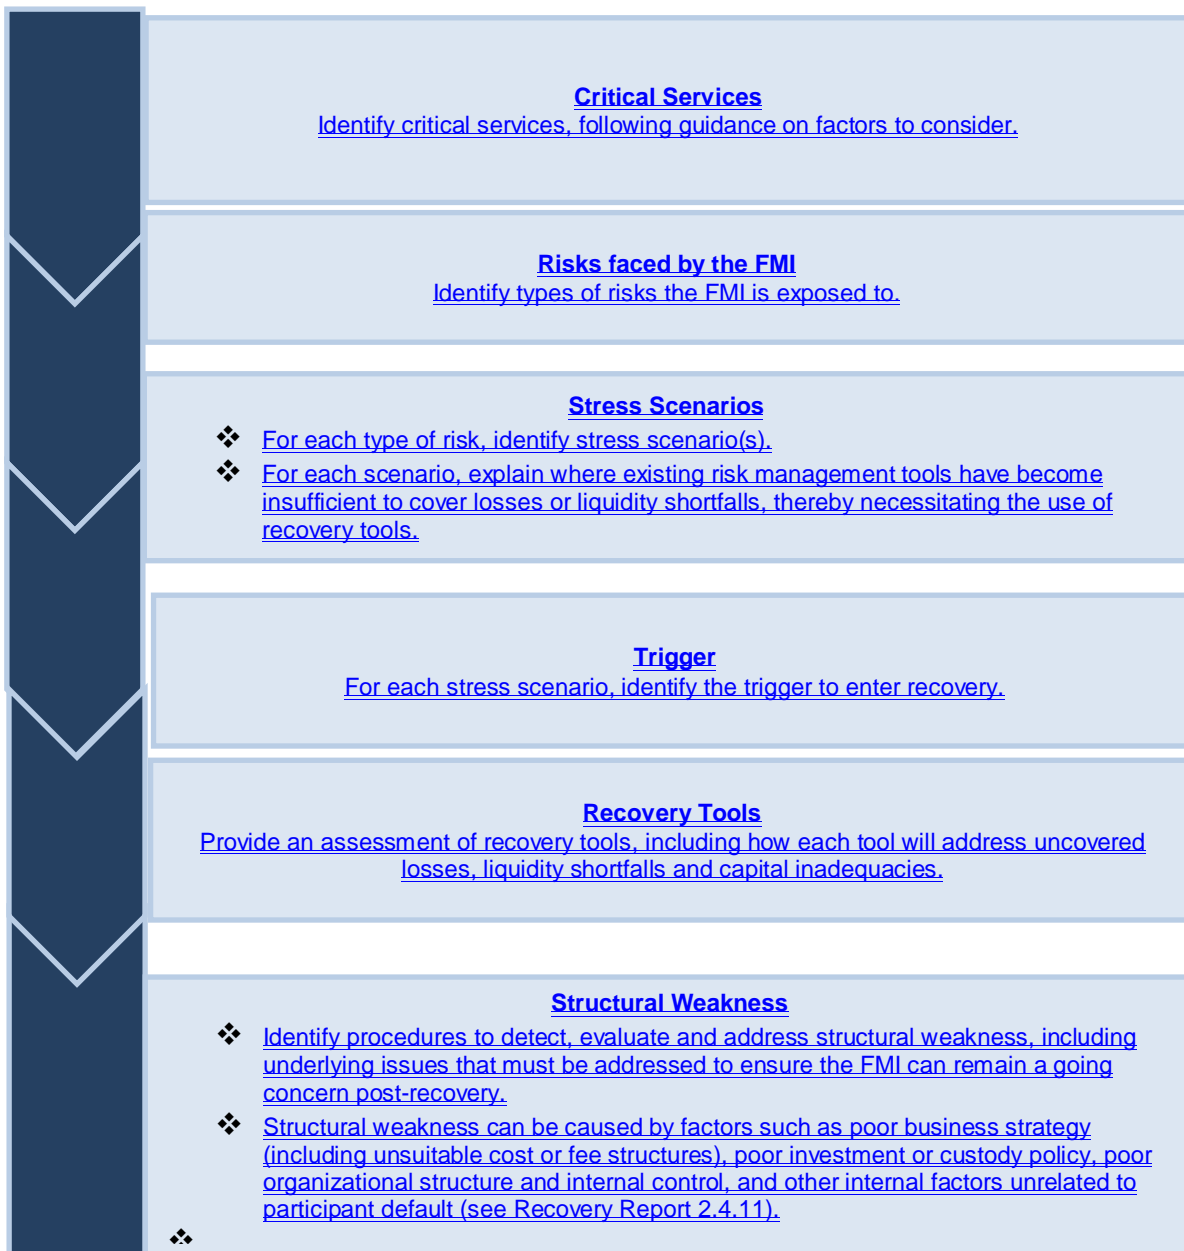 Critical Services
Identify critical services, following guidance on factors to consider.
Risks faced by the FMI
Identify types of risks the FMI is exposed to.
Stress Scenarios
❖ For each type of risk, identify stress scenario(s).
❖ For each scenario, explain where existing risk management tools have become
insufficient to cover losses or liquidity shortfalls, thereby necessitating the use of
recovery tools.
Trigger
For each stress scenario, identify the trigger to enter recovery.
Recovery Tools
Provide an assessment of recovery tools, including how each tool will address uncovered
losses, liquidity shortfalls and capital inadequacies.
Structural Weakness
❖ Identify procedures to detect, evaluate and address structural weakness, including
underlying issues that must be addressed to ensure the FMI can remain a going
concern post-recovery.
❖ Structural weakness can be caused by factors such as poor business strategy
(including unsuitable cost or fee structures), poor investment or custody policy, poor
organizational structure and internal control, and other internal factors unrelated to
participant default (see Recovery Report 2.4.11).
❖